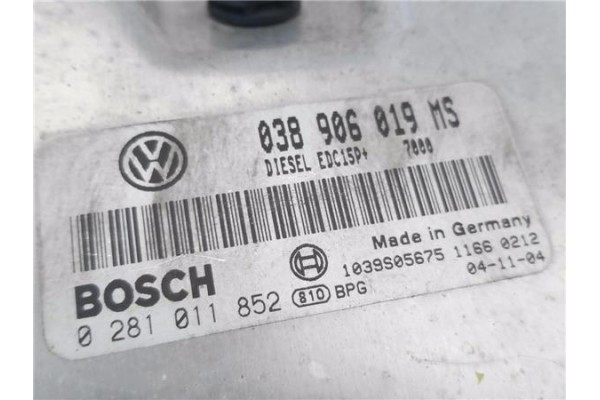 038 906 019 MS
DIESEL EDC15P+ 7000
Made in Germany
BOSCH 1039S05675 1166 0212
0 281 011 852 810 BPG 04-11-04